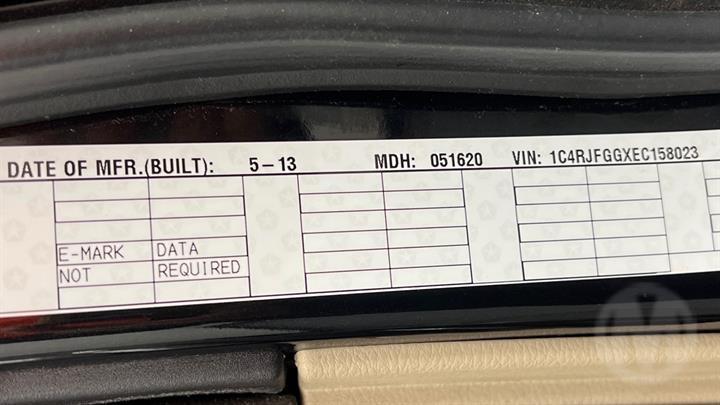 DATE OF MFR.(BUILT): 5-13 MDH: 051620 VIN: 1C4RJFGGXEC158023
E-MARK DATA
NOT REQUIRED